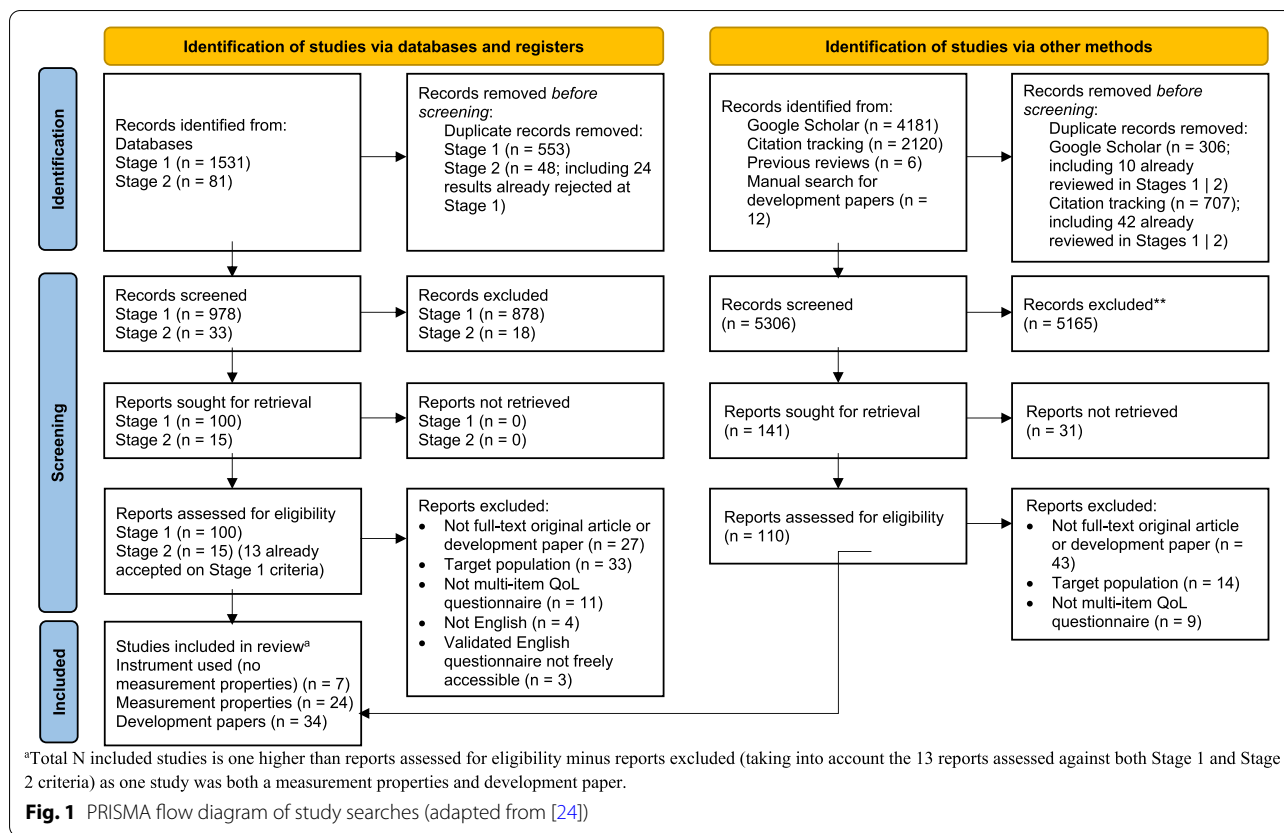 Identification of studies via databases and registers
Identification of studies via other methods
Identification
Records identified from:
Databases
Stage 1 (n = 1531)
Stage 2 (n = 81)
Records removed before
screening:
Duplicate records removed:
Stage 1 (n = 553)
Stage 2 (n = 48; including 24
results already rejected at
Stage 1)
Records identified from:
Google Scholar (n = 4181)
Citation tracking (n = 2120)
Previous reviews (n = 6)
Manual search for
development papers (n =
12)
Records removed before
screening:
Duplicate records removed:
Google Scholar (n = 306;
including 10 already
reviewed in Stages 1 | 2)
Citation tracking (n = 707);
including 42 already
reviewed in Stages 1 | 2)
Screening
Records screened
Stage 1 (n = 978)
Stage 2 (n = 33)
Records excluded
Stage 1 (n = 878)
Stage 2 (n = 18)
Records screened
(n = 5306)
Records excluded**
(n = 5165)
Reports sought for retrieval
Stage 1 (n = 100)
Stage 2 (n = 15)
Reports not retrieved
Stage 1 (n = 0)
Stage 2 (n = 0)
Reports sought for retrieval
(n = 141)
Reports not retrieved
(n = 31)
Reports assessed for eligibility
Stage 1 (n = 100)
Stage 2 (n = 15) (13 already
accepted on Stage 1 criteria)
Reports excluded:
• Not full-text original article or
development paper (n = 27)
• Target population (n = 33)
• Not multi-item QoL
questionnaire (n = 11)
• Not English (n = 4)
• Validated English
questionnaire not freely
accessible (n = 3)
Reports assessed for eligibility
(n = 110)
Reports excluded:
• Not full-text original article
or development paper (n =
43)
• Target population (n = 14)
• Not multi-item QoL
questionnaire (n = 9)
Included
Studies included in reviewᵃ
Instrument used (no
measurement properties) (n = 7)
Measurement properties (n = 24)
Development papers (n = 34)
ᵃTotal N included studies is one higher than reports assessed for eligibility minus reports excluded (taking into account the 13 reports assessed against both Stage 1 and Stage
2 criteria) as one study was both a measurement properties and development paper.
Fig. 1 PRISMA flow diagram of study searches (adapted from [24])